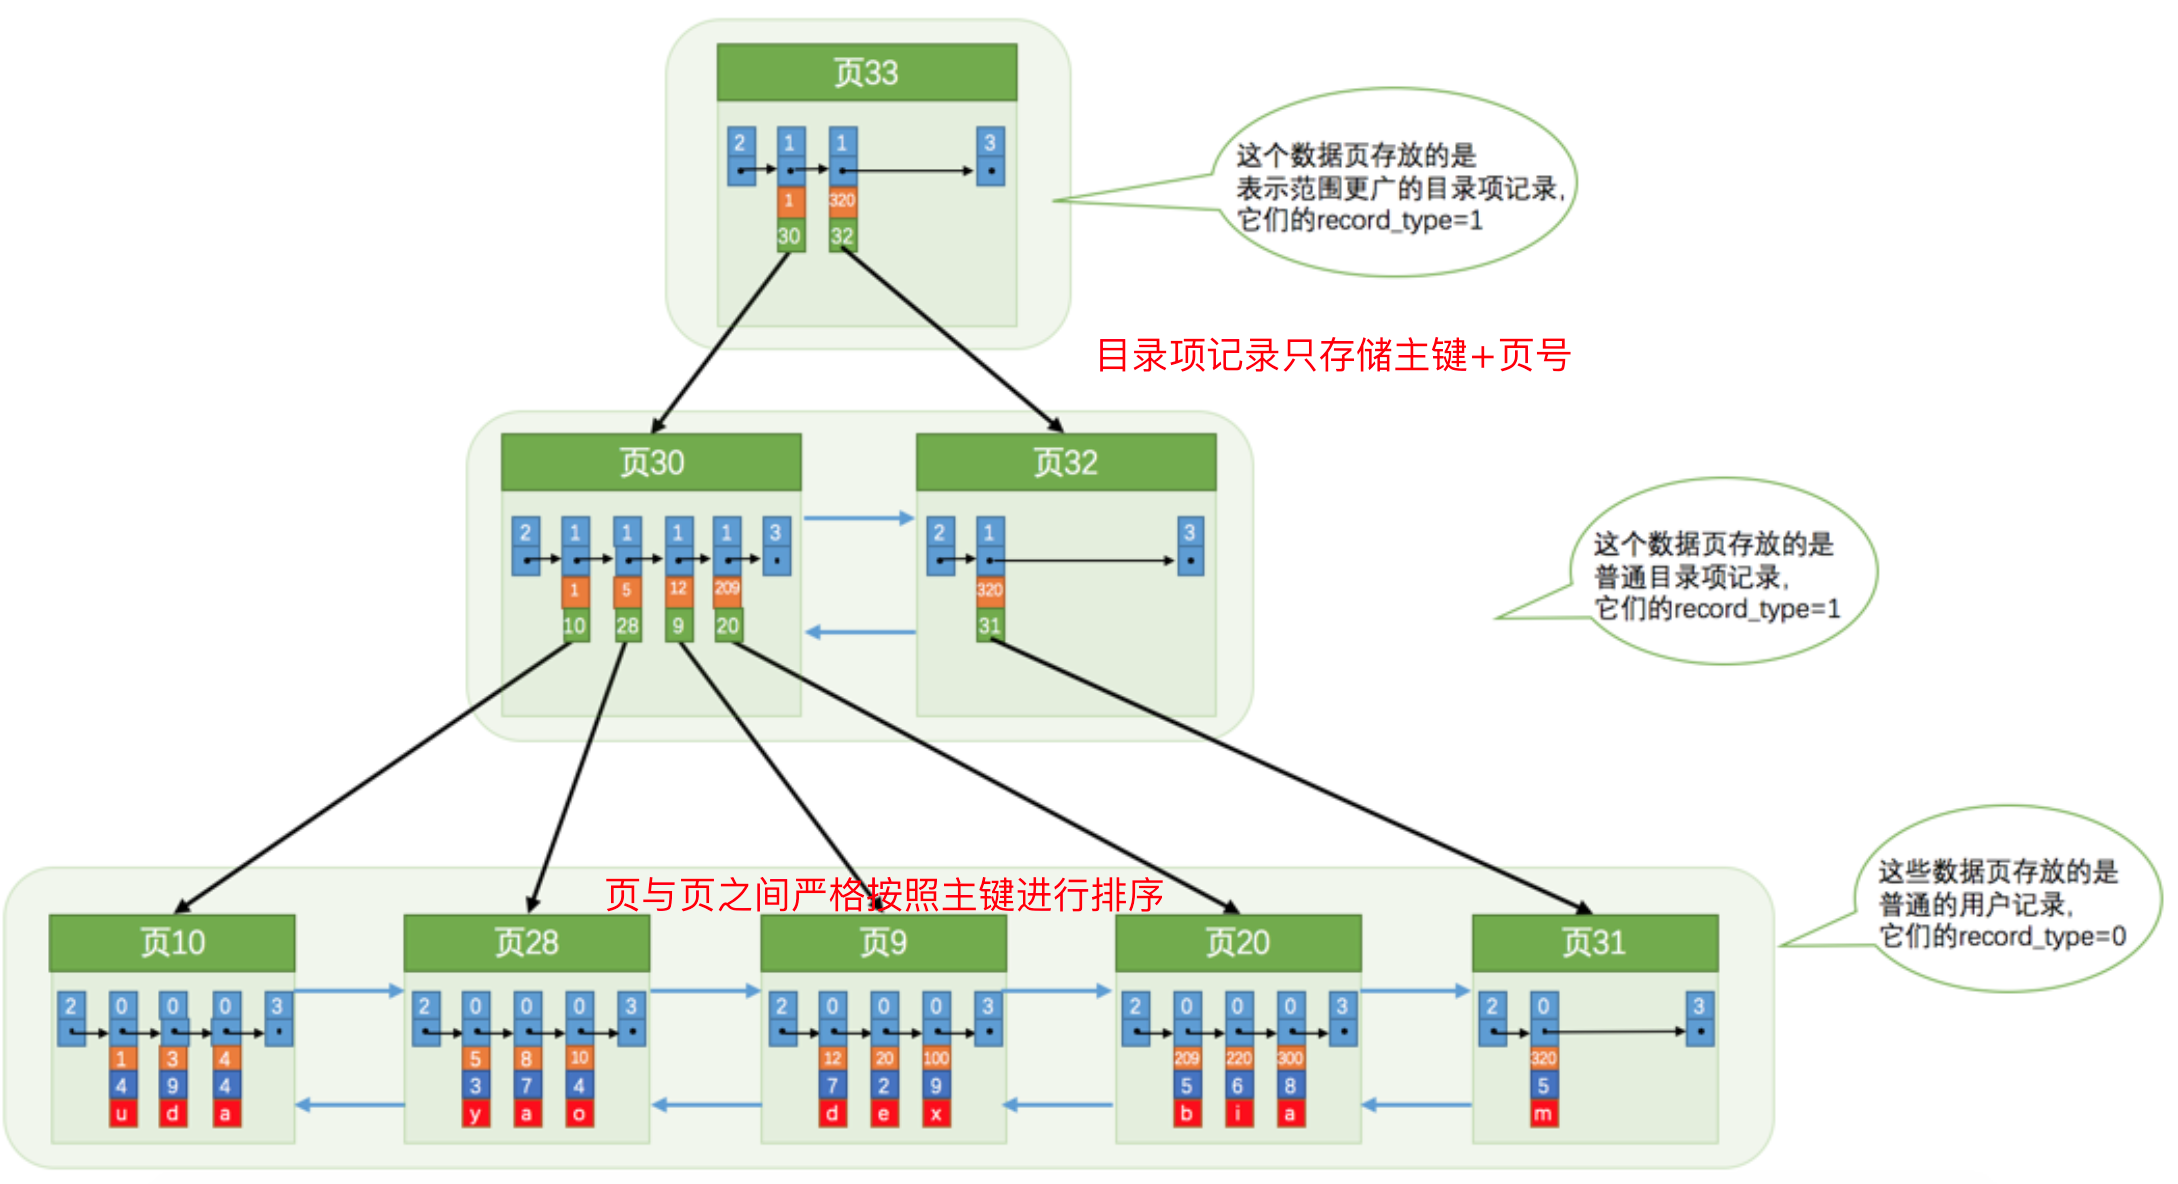 页33
2 1 1 3
1 320
30 32
这个数据页存放的是
表示范围更广的目录项记录,
它们的record_type=1
目录项记录只存储主键+页号
页30 页32
2 1 1 1 1 3 2 1 3
1 5 12 209 320
10 28 9 20 31
这个数据页存放的是
普通目录项记录,
它们的record_type=1
页与页之间严格按照主键进行排序
这些数据页存放的是
普通的用户记录,
它们的record_type=0
页10 页28 页9 页20 页31
2 0 0 0 3 2 0 0 0 3 2 0 0 0 3 2 0 0 0 3 2 0 3
1 3 4 5 8 10 12 20 100 209 220 300 320
4 9 4 3 7 4 7 2 9 5 6 8 5
u d a y a o d e x b i a m